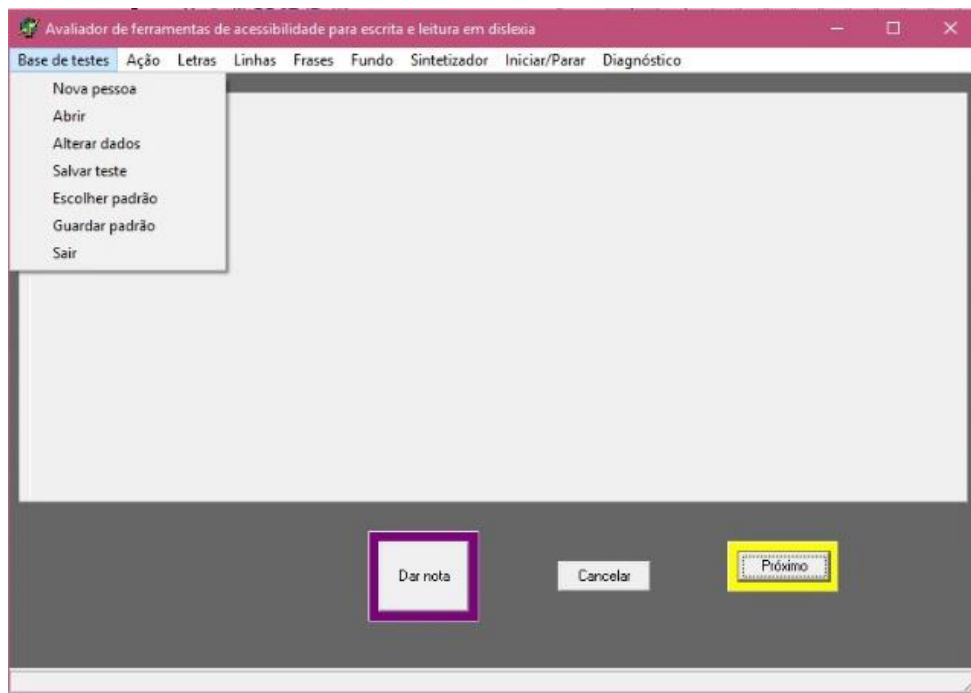 Avaliador de ferramentas de acessibilidade para escrita e leitura em dislexia
Base de testes Ação Letras Linhas Frases Fundo Sintetizador Iniciar/Parar Diagnóstico
Nova pessoa
Abrir
Alterar dados
Salvar teste
Escolher padrão
Guardar padrão
Sair
Dar nota Cancelar Próximo